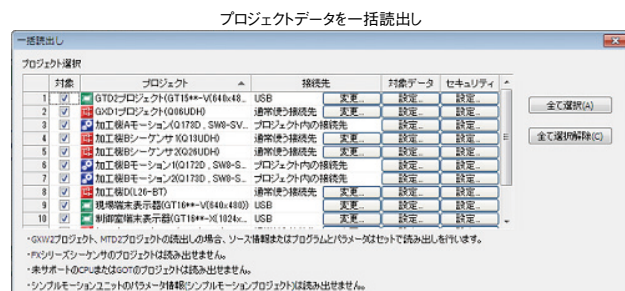 プロジェクトデータを一括読出し
一括読出し
プロジェクト選択
対象 プロジェクト 接続先 対象データ セキュリティ
1 GTD2プロジェクト(GT15**-V(640x48... USB 変更... 設定... 設定...
2 GXD1プロジェクト(Q06UDH) 通常使う接続先 変更... 設定... 設定...
3 加工機Aモーション(Q173D, SW8-SV... プロジェクト内の接続先 設定... 設定...
4 加工機Bシーケンサ1(Q13UDH) 通常使う接続先 変更... 設定... 設定...
5 加工機Bシーケンサ2(Q26UDH) 通常使う接続先 変更... 設定... 設定...
6 加工機Bモーション1(Q172D, SW8-S... プロジェクト内の接続先 設定... 設定...
7 加工機Bモーション2(Q173D, SW8-S... プロジェクト内の接続先 設定... 設定...
8 加工機D(L26-BT) 通常使う接続先 変更... 設定... 設定...
9 現場端末表示器(GT16**-V(640x480)) USB 変更... 設定... 設定...
10 制御室端末表示器(GT16**-X(1024x... USB 変更... 設定... 設定...
全て選択(A)
全て選択解除(C)
・GXW2プロジェクト、MTD2プロジェクトの読出しの場合、ソース情報またはプログラムとパラメータはセットで読み出しを行います。
・FXシリーズシーケンサのプロジェクトは読み出せません。
・未サポートのCPUまたはGOTのプロジェクトは読み出せません。
・シンプルモーションユニットのパラメータ情報(シンプルモーションプロジェクト)は読み出せません。